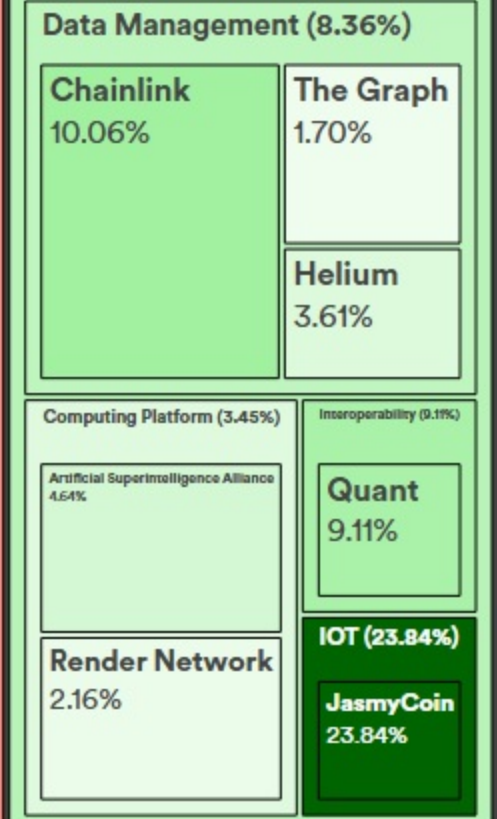 Data Management (8.36%)
Chainlink
10.06%
The Graph
1.70%
Helium
3.61%
Computing Platform (3.45%)
Artificial Superintelligence Alliance
4.64%
Render Network
2.16%
Interoperability (9.11%)
Quant
9.11%
IOT (23.84%)
JasmyCoin
23.84%